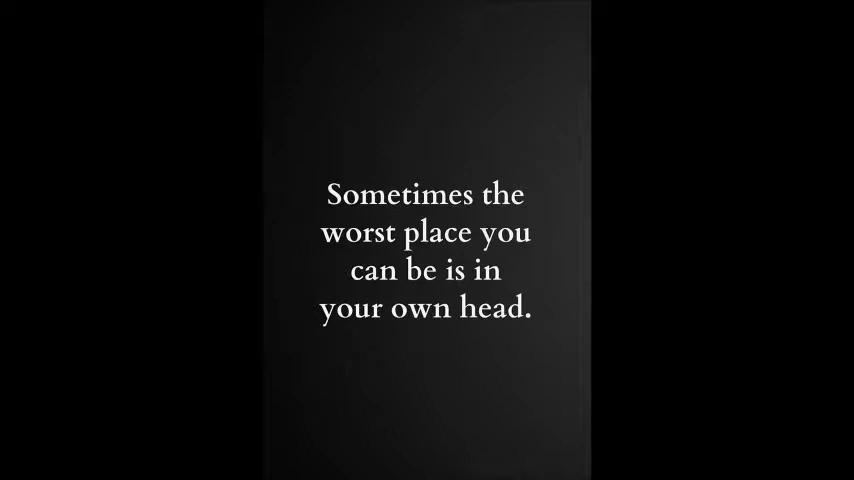 Sometimes the
worst place you
can be is in
your own head.